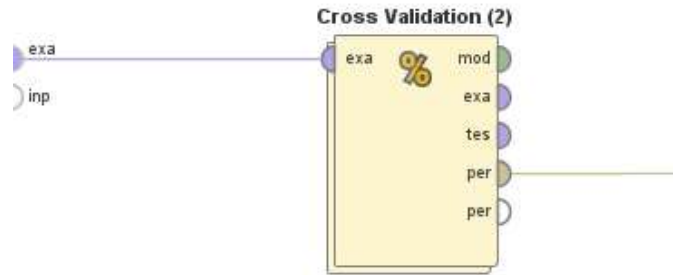 Cross Validation (2)
exa
inp
exa
%
mod
exa
tes
per
per